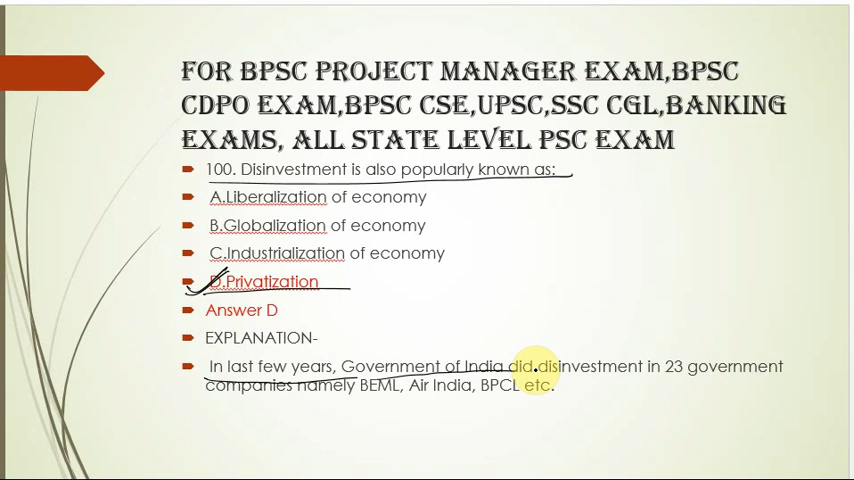 FOR BPSC PROJECT MANAGER EXAM,BPSC
CDPO EXAM,BPSC CSE,UPSC,SSC CGL,BANKING
EXAMS, ALL STATE LEVEL PSC EXAM
100. Disinvestment is also popularly known as:
A.Liberalization of economy
B.Globalization of economy
C.Industrialization of economy
D.Privatization
Answer D
EXPLANATION-
In last few years, Government of India did disinvestment in 23 government
companies namely BEML, Air India, BPCL etc.